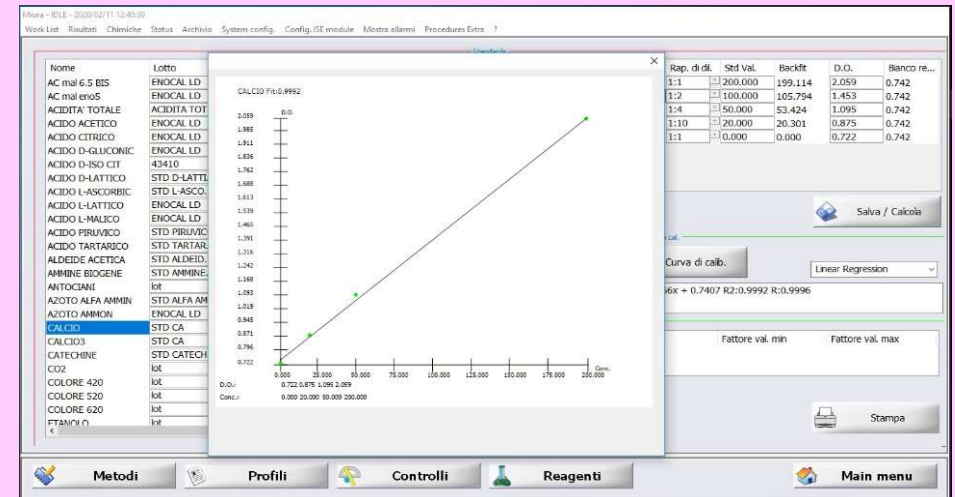 Miura - IDLE - 2020/02/11 12:40:30
Work List Risultati Chimiche Status Archivio System config. Config. ISE module Mostra allarmi Procedures Extra ?
Standards
Nome Lotto
AC mal 6.5 BIS ENOCAL LD
AC mal eno5 ENOCAL LD
ACIDITA' TOTALE ACIDITA TOT
ACIDO ACETICO ENOCAL LD
ACIDO CITRICO ENOCAL LD
ACIDO D-GLUCONIC ENOCAL LD
ACIDO D-ISO CIT 43410
ACIDO D-LATTICO STD D-LATTI.
ACIDO L-ASCORBIC STD L-ASCO.
ACIDO L-LATTICO ENOCAL LD
ACIDO L-MALICO ENOCAL LD
ACIDO PIRUVICO STD PIRUVIC
ACIDO TARTARICO STD TARTAR.
ALDEIDE ACETICA STD ALDEID.
AMMINE BIOGENE STD AMMINE.
ANTOCIANI lot
AZOTO ALFA AMMIN STD ALFA AM
AZOTO AMMON ENOCAL LD
CALCIO STD CA
CALCIO3 STD CA
CATECHINE STD CATECH
CO2 lot
COLORE 420 lot
COLORE 520 lot
COLORE 620 lot
ETANOLO lot
CALCIO Fit:0.9992
D.O.
2.059
1.985
1.911
1.836
1.762
1.688
1.613
1.539
1.465
1.391
1.316
1.242
1.168
1.093
1.019
0.945
0.871
0.796
0.722
0.000 25.000 50.000 75.000 100.000 125.000 150.000 175.000 200.000 Conc.
D.O.: 0.722 0.875 1.095 2.059
Conc.: 0.000 20.000 50.000 200.000
Rap. di dil. Std Val. Backfit D.O. Bianco re...
1:1 200.000 199.114 2.059 0.742
1:2 100.000 105.794 1.453 0.742
1:4 50.000 53.424 1.095 0.742
1:10 20.000 20.301 0.875 0.742
1:1 0.000 0.000 0.722 0.742
Salva / Calcola
cal.
Curva di calib.
Linear Regression
66x + 0.7407 R2:0.9992 R:0.9996
Fattore val. min Fattore val. max
Stampa
Metodi Profili Controlli Reagenti Main menu